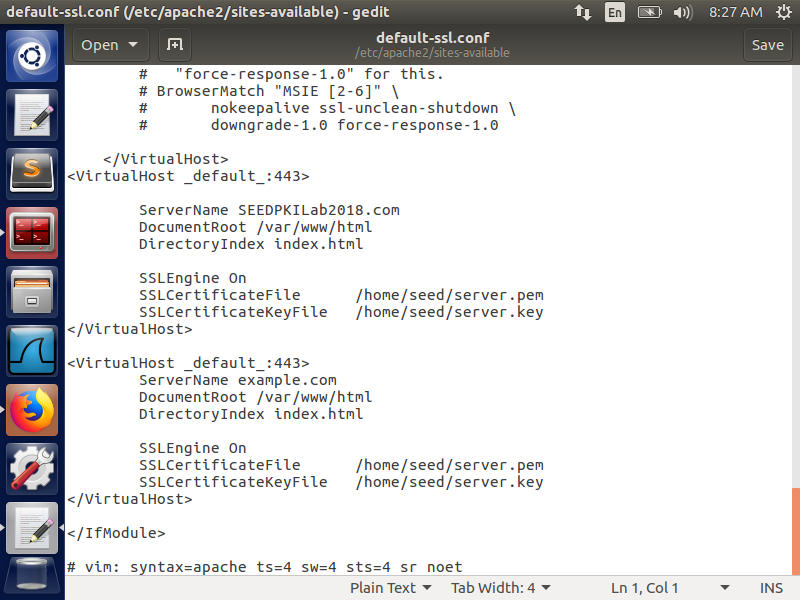 default-ssl.conf (/etc/apache2/sites-available) - gedit En 8:27 AM
Open default-ssl.conf Save
/etc/apache2/sites-available
#   "force-response-1.0" for this.
# BrowserMatch "MSIE [2-6]" \
#       nokeepalive ssl-unclean-shutdown \
#       downgrade-1.0 force-response-1.0
</VirtualHost>
<VirtualHost _default_:443>
ServerName SEEDPKILab2018.com
DocumentRoot /var/www/html
DirectoryIndex index.html
SSLEngine On
SSLCertificateFile      /home/seed/server.pem
SSLCertificateKeyFile   /home/seed/server.key
</VirtualHost>
<VirtualHost _default_:443>
ServerName example.com
DocumentRoot /var/www/html
DirectoryIndex index.html
SSLEngine On
SSLCertificateFile      /home/seed/server.pem
SSLCertificateKeyFile   /home/seed/server.key
</VirtualHost>
</IfModule>
# vim: syntax=apache ts=4 sw=4 sts=4 sr noet
Plain Text Tab Width: 4 Ln 1, Col 1 INS